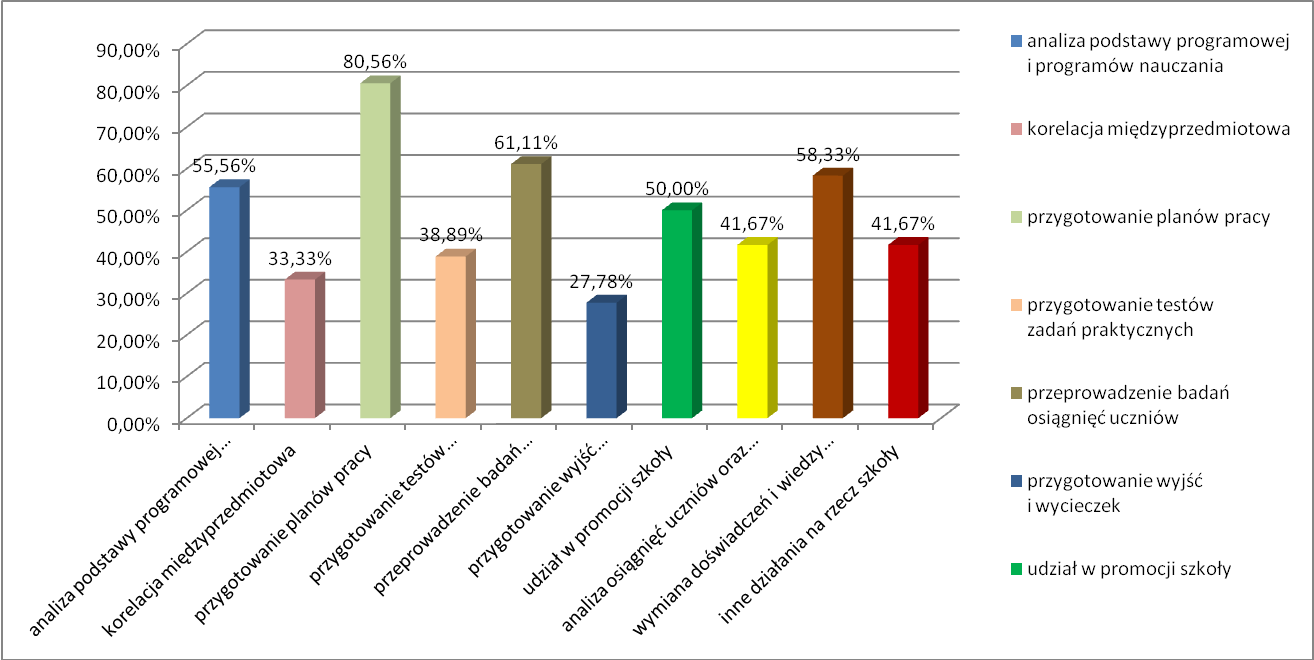 90,00%
80,00%
70,00%
60,00%
50,00%
40,00%
30,00%
20,00%
10,00%
0,00%
55,56%
33,33%
80,56%
38,89%
61,11%
27,78%
50,00%
41,67%
58,33%
41,67%
analiza podstawy programowej...
korelacja międzyprzedmiotowa
przygotowanie planów pracy
przygotowanie testów...
przeprowadzenie badań...
przygotowanie wyjść...
udział w promocji szkoły
analiza osiągnięć uczniów oraz...
wymiana doświadczeń i wiedzy...
inne działania na rzecz szkoły
analiza podstawy programowej
i programów nauczania
korelacja międzyprzedmiotowa
przygotowanie planów pracy
przygotowanie testów
zadań praktycznych
przeprowadzenie badań
osiągnięć uczniów
przygotowanie wyjść
i wycieczek
udział w promocji szkoły